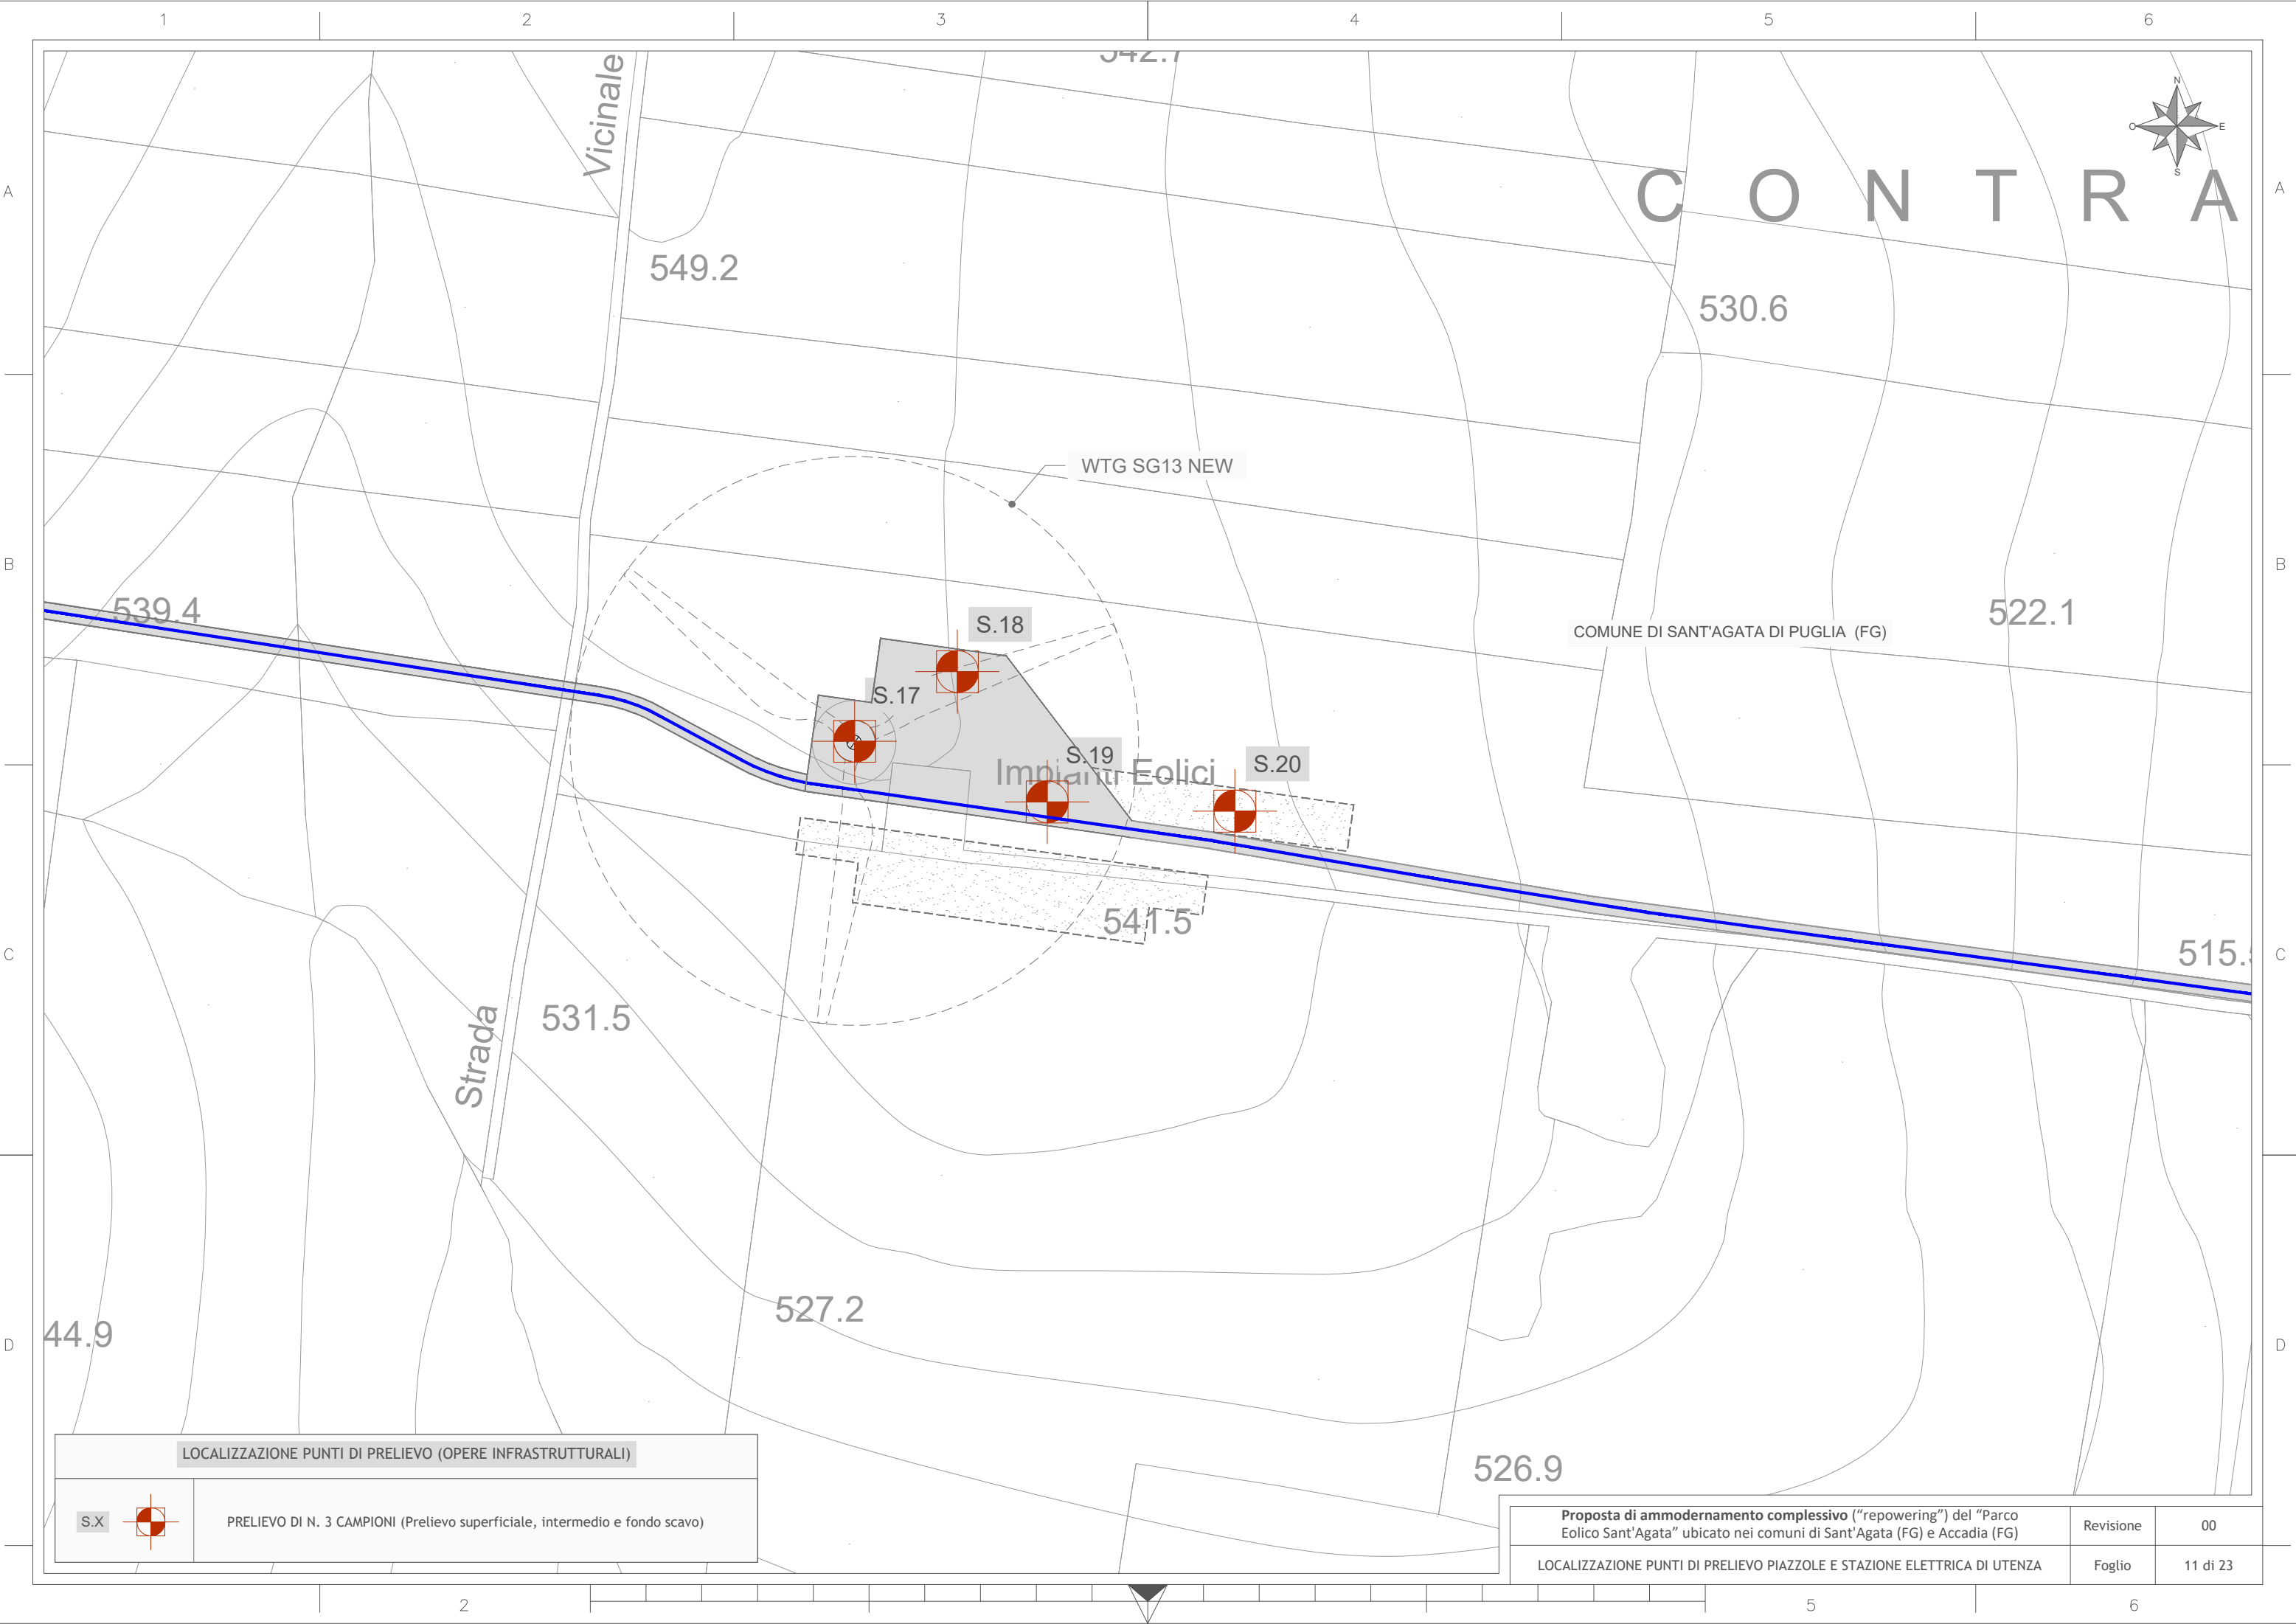 1 2 3 4 5 6
Vicinale
N
O E
S
A A
C O N T R A
549.2
530.6
WTG SG13 NEW
B B
539.4
S.18
COMUNE DI SANT'AGATA DI PUGLIA (FG)
522.1
S.17
S.19
Impianti Eolici
S.20
541.5
C C
515.
531.5
Strada
527.2
44.9
D D
526.9
LOCALIZZAZIONE PUNTI DI PRELIEVO (OPERE INFRASTRUTTURALI)
S.X PRELIEVO DI N. 3 CAMPIONI (Prelievo superficiale, intermedio e fondo scavo)
Proposta di ammodernamento complessivo (“repowering”) del “Parco
Eolico Sant'Agata” ubicato nei comuni di Sant'Agata (FG) e Accadia (FG)
Revisione 00
LOCALIZZAZIONE PUNTI DI PRELIEVO PIAZZOLE E STAZIONE ELETTRICA DI UTENZA
Foglio 11 di 23
2 5 6